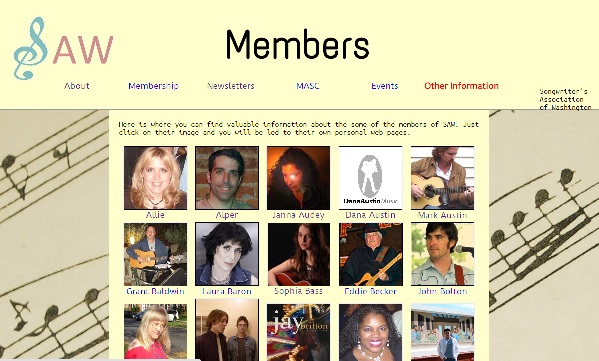 SAW
Members
About Membership Newsletters MASC Events Other Information
Songwriter's
Association
of Washington
Here is where you can find valuable information about the some of the members of SAW. Just
click on their image and you will be led to their own personal web pages.
DanaAustinMusic
Allie Alper Janna Audey Dana Austin Mark Austin
Grant Baldwin Laura Baron Sophia Bass Eddie Becker John Bolton
jay
britton